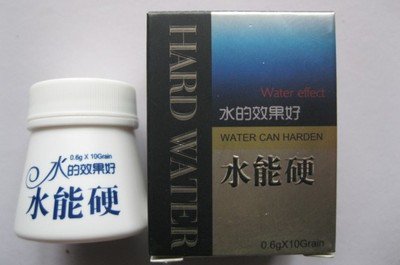 0.6g X 10Grain
水的效果好
水能硬
HARD WATER
Water effect
水的效果好
WATER CAN HARDEN
水能硬
0.6gX10Grain